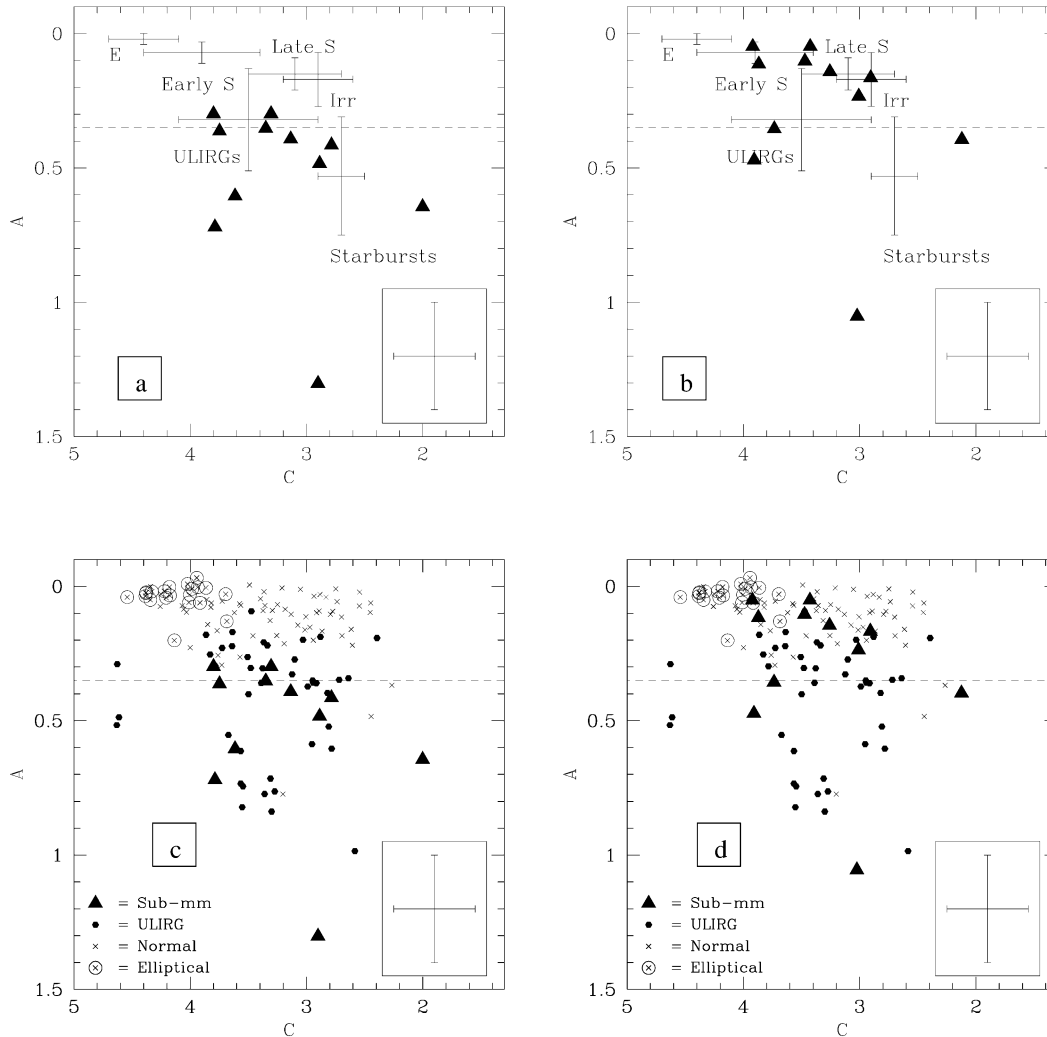 0
0.5
1
1.5
A
E
Late S
Early S
Irr
ULIRGs
Starbursts
a
5
4
3
2
C
0
0.5
1
1.5
A
E
Late S
Early S
Irr
ULIRGs
Starbursts
b
5
4
3
2
C
0
0.5
1
1.5
A
c
= Sub-mm
= ULIRG
= Normal
= Elliptical
5
4
3
2
C
0
0.5
1
1.5
A
d
= Sub-mm
= ULIRG
= Normal
= Elliptical
5
4
3
2
C